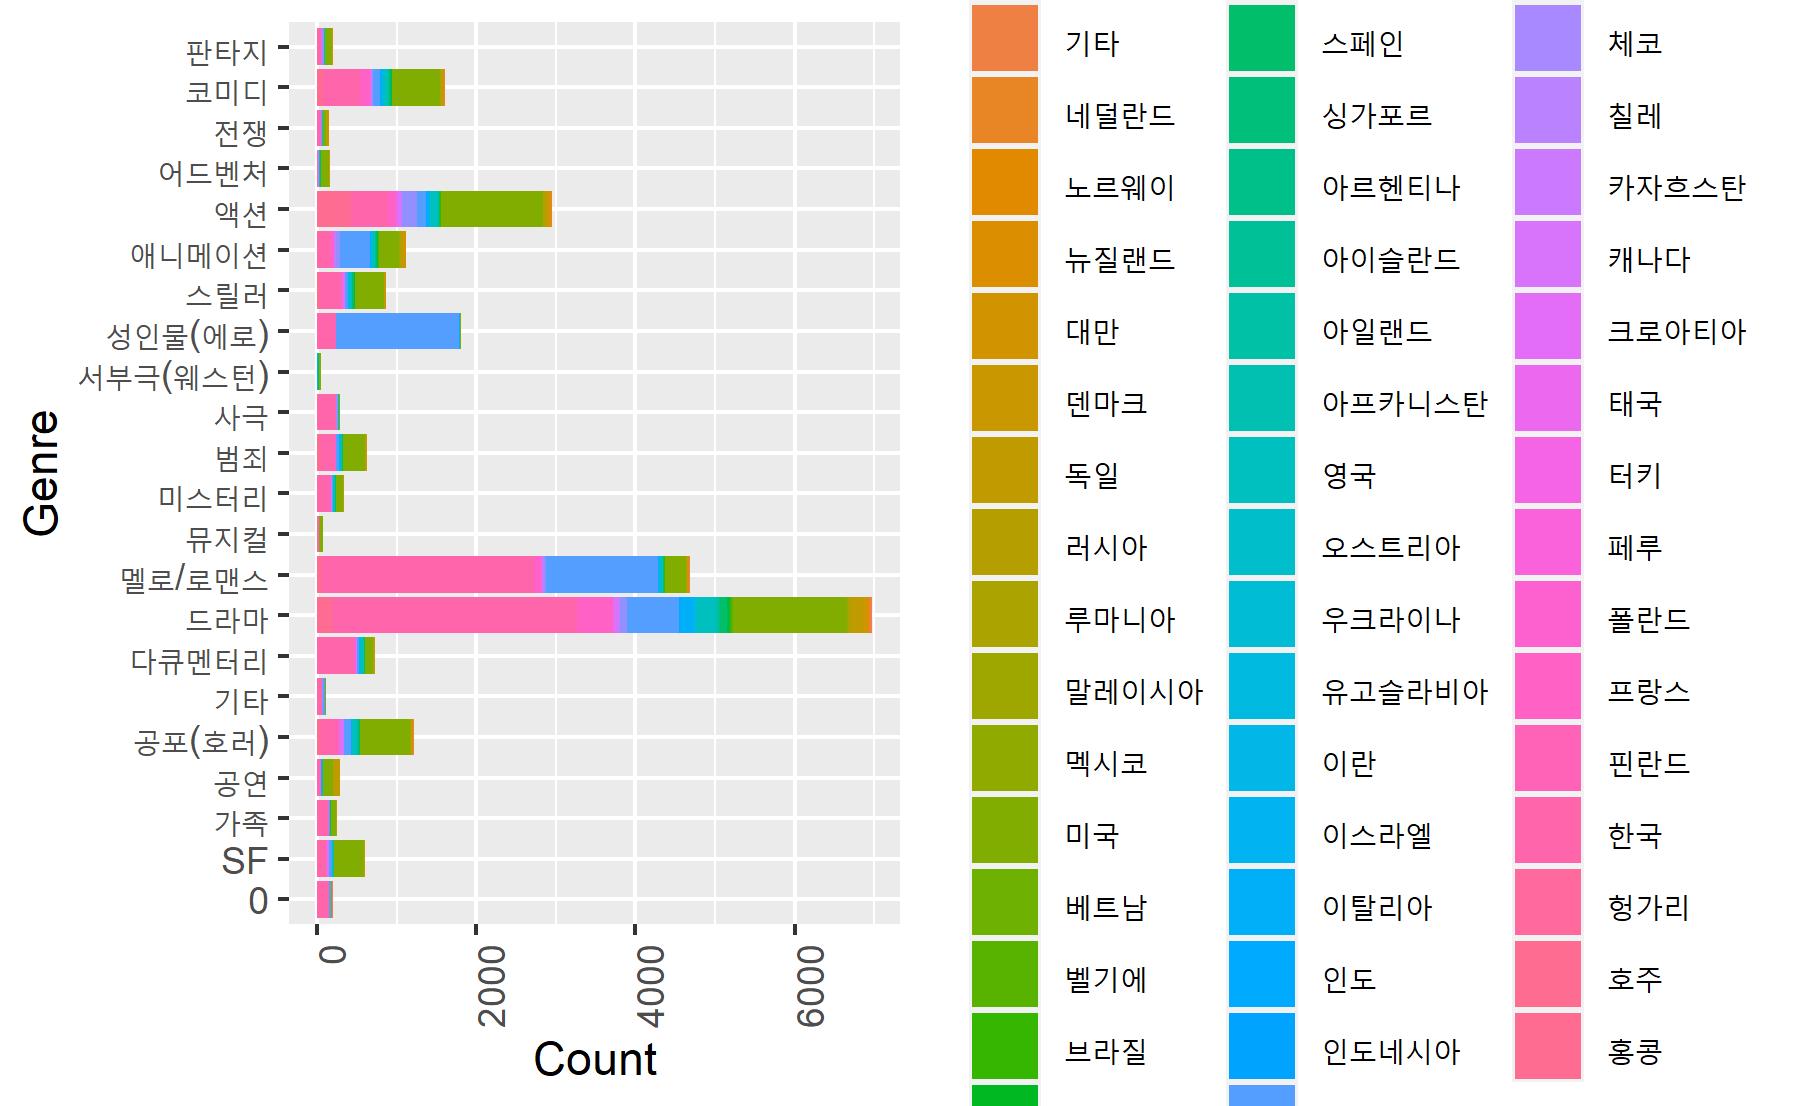 Genre
판타지
코미디
전쟁
어드벤처
액션
애니메이션
스릴러
성인물(에로)
서부극(웨스턴)
사극
범죄
미스터리
뮤지컬
멜로/로맨스
드라마
다큐멘터리
기타
공포(호러)
공연
가족
SF
0
0
2000
4000
6000
Count
기타
네덜란드
노르웨이
뉴질랜드
대만
덴마크
독일
러시아
루마니아
말레이시아
멕시코
미국
베트남
벨기에
브라질
스페인
싱가포르
아르헨티나
아이슬란드
아일랜드
아프카니스탄
영국
오스트리아
우크라이나
유고슬라비아
이란
이스라엘
이탈리아
인도
인도네시아
체코
칠레
카자흐스탄
캐나다
크로아티아
태국
터키
페루
폴란드
프랑스
핀란드
한국
헝가리
호주
홍콩